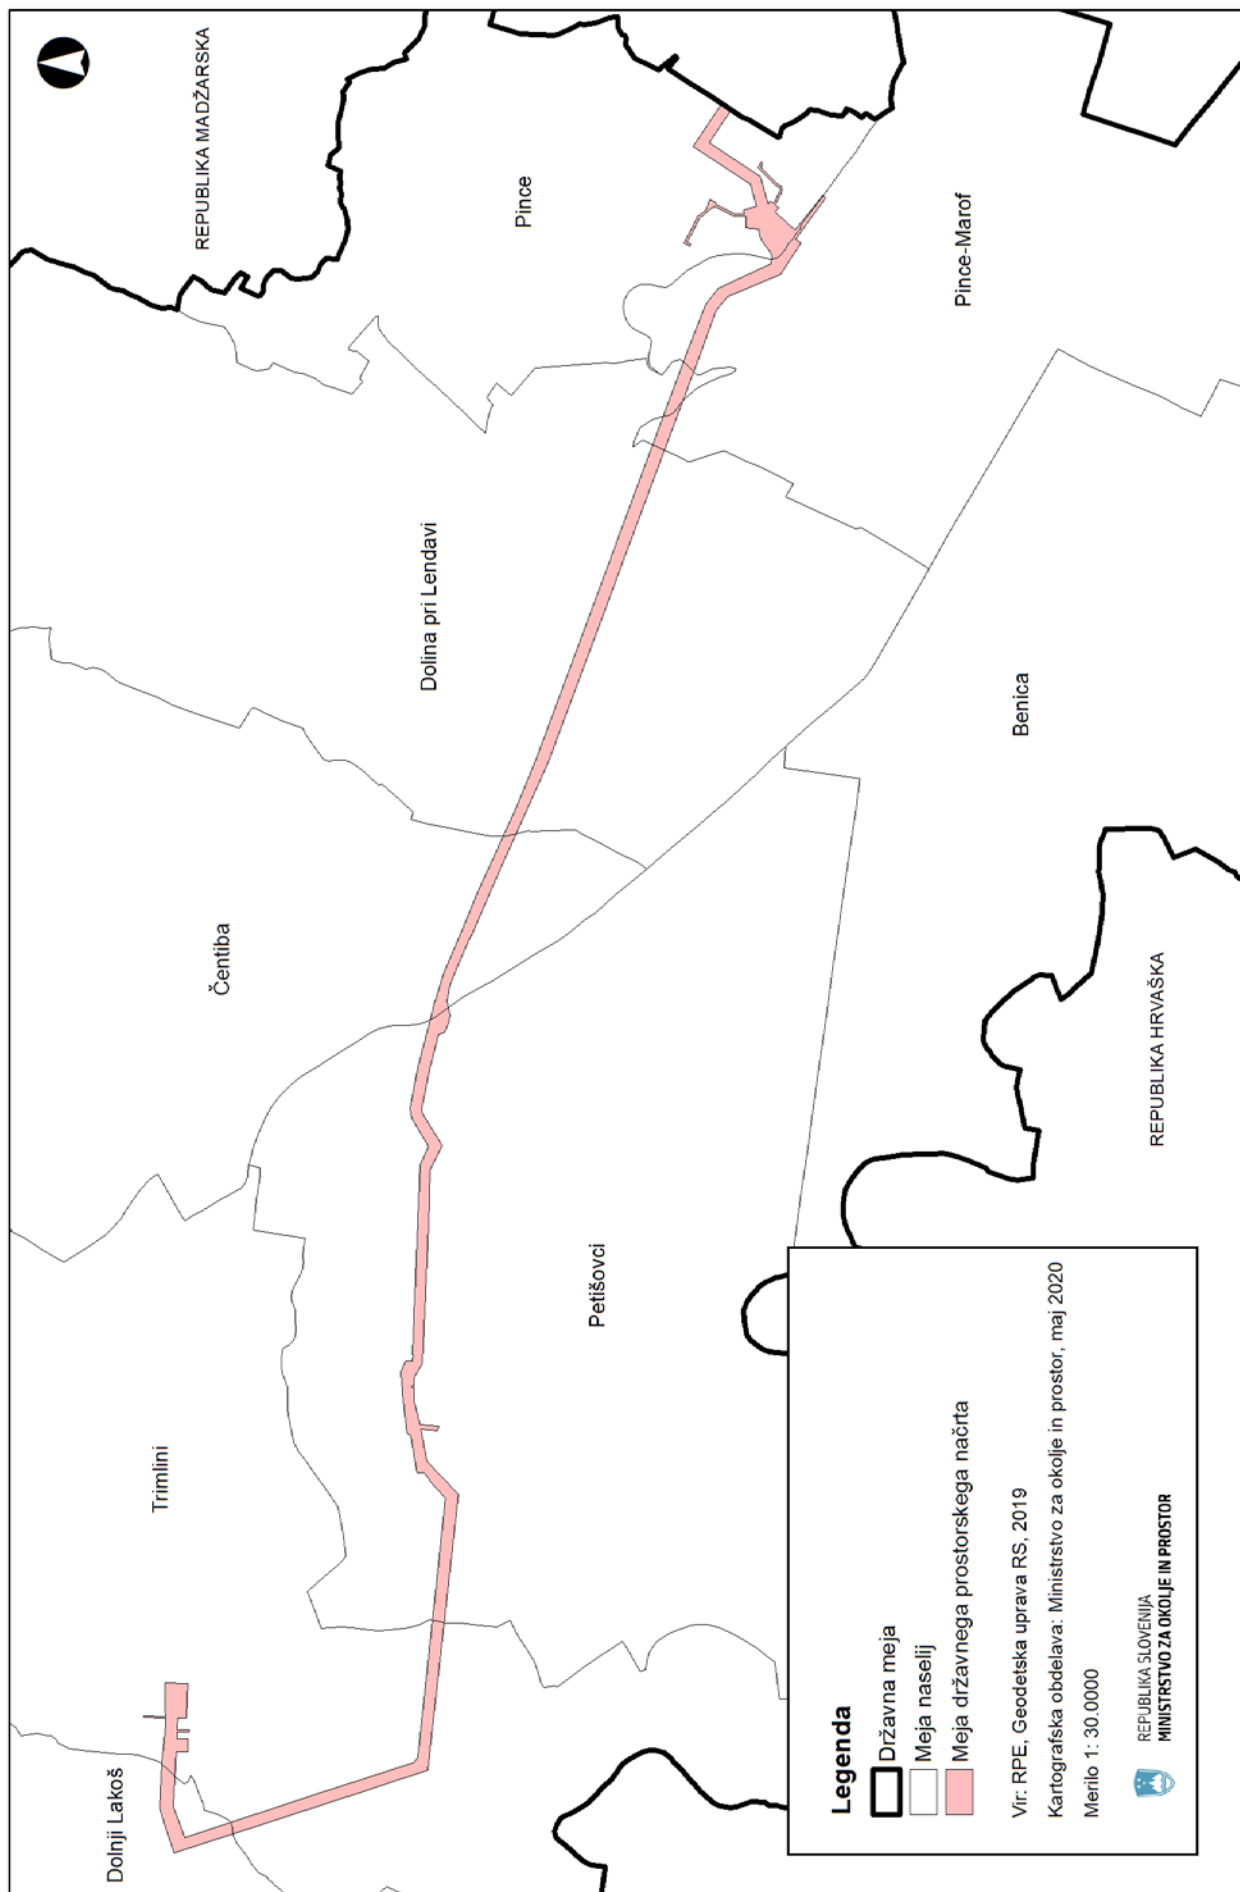 REPUBLIKA MADŽARSKA
Pince
Pince-Marof
Dolina pri Lendavi
Benica
Čentiba
REPUBLIKA HRVAŠKA
Petišovci
Trimlini
Dolnji Lakoš
Legenda
Državna meja
Meja naselij
Meja državnega prostorskega načrta
Vir: RPE, Geodetska uprava RS, 2019
Kartografska obdelava: Ministrstvo za okolje in prostor, maj 2020
Merilo 1: 30.0000
REPUBLIKA SLOVENIJA
MINISTRSTVO ZA OKOLJE IN PROSTOR